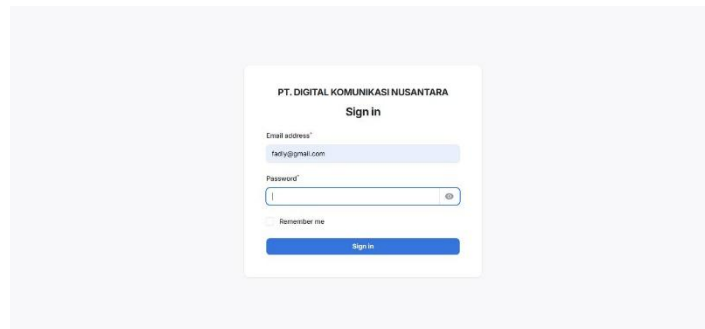 PT. DIGITAL KOMUNIKASI NUSANTARA
Sign in
Email address*
fadly@gmail.com
Password*
Remember me
Sign in